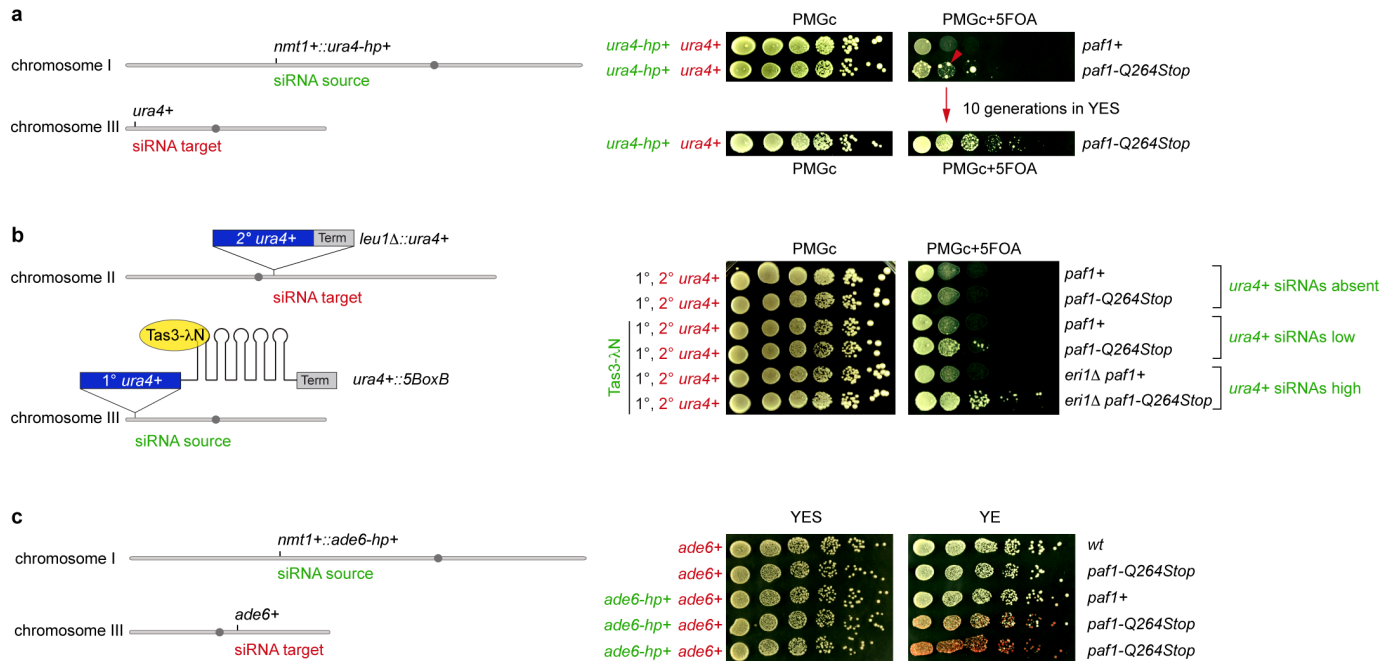 a
nmt1+::ura4-hp+
chromosome I
siRNA source
ura4+
chromosome III
siRNA target
PMGc PMGc+5FOA
ura4-hp+ ura4+ paf1+
ura4-hp+ ura4+ paf1-Q264Stop
10 generations in YES
ura4-hp+ ura4+ paf1-Q264Stop
PMGc PMGc+5FOA
b
2° ura4+ Term leu1Δ::ura4+
chromosome II
siRNA target
Tas3-λN
1° ura4+ Term ura4+::5BoxB
chromosome III
siRNA source
PMGc PMGc+5FOA
1°, 2° ura4+ paf1+
1°, 2° ura4+ paf1-Q264Stop
ura4+ siRNAs absent
Tas3-λN
1°, 2° ura4+ paf1+
1°, 2° ura4+ paf1-Q264Stop
ura4+ siRNAs low
1°, 2° ura4+ eri1Δ paf1+
1°, 2° ura4+ eri1Δ paf1-Q264Stop
ura4+ siRNAs high
c
nmt1+::ade6-hp+
chromosome I
siRNA source
ade6+
chromosome III
siRNA target
YES YE
ade6+ wt
ade6+ paf1-Q264Stop
ade6-hp+ ade6+ paf1+
ade6-hp+ ade6+ paf1-Q264Stop
ade6-hp+ ade6+ paf1-Q264Stop